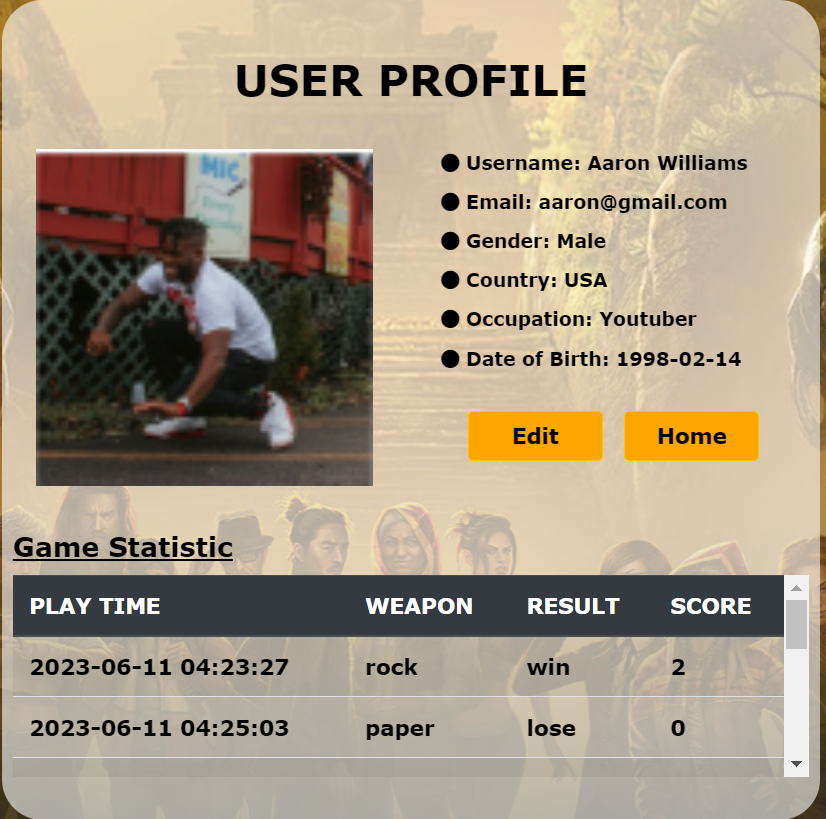 USER PROFILE
MIC
Username: Aaron Williams
Email: aaron@gmail.com
Gender: Male
Country: USA
Occupation: Youtuber
Date of Birth: 1998-02-14
Edit Home
Game Statistic
PLAY TIME WEAPON RESULT SCORE
2023-06-11 04:23:27 rock win 2
2023-06-11 04:25:03 paper lose 0